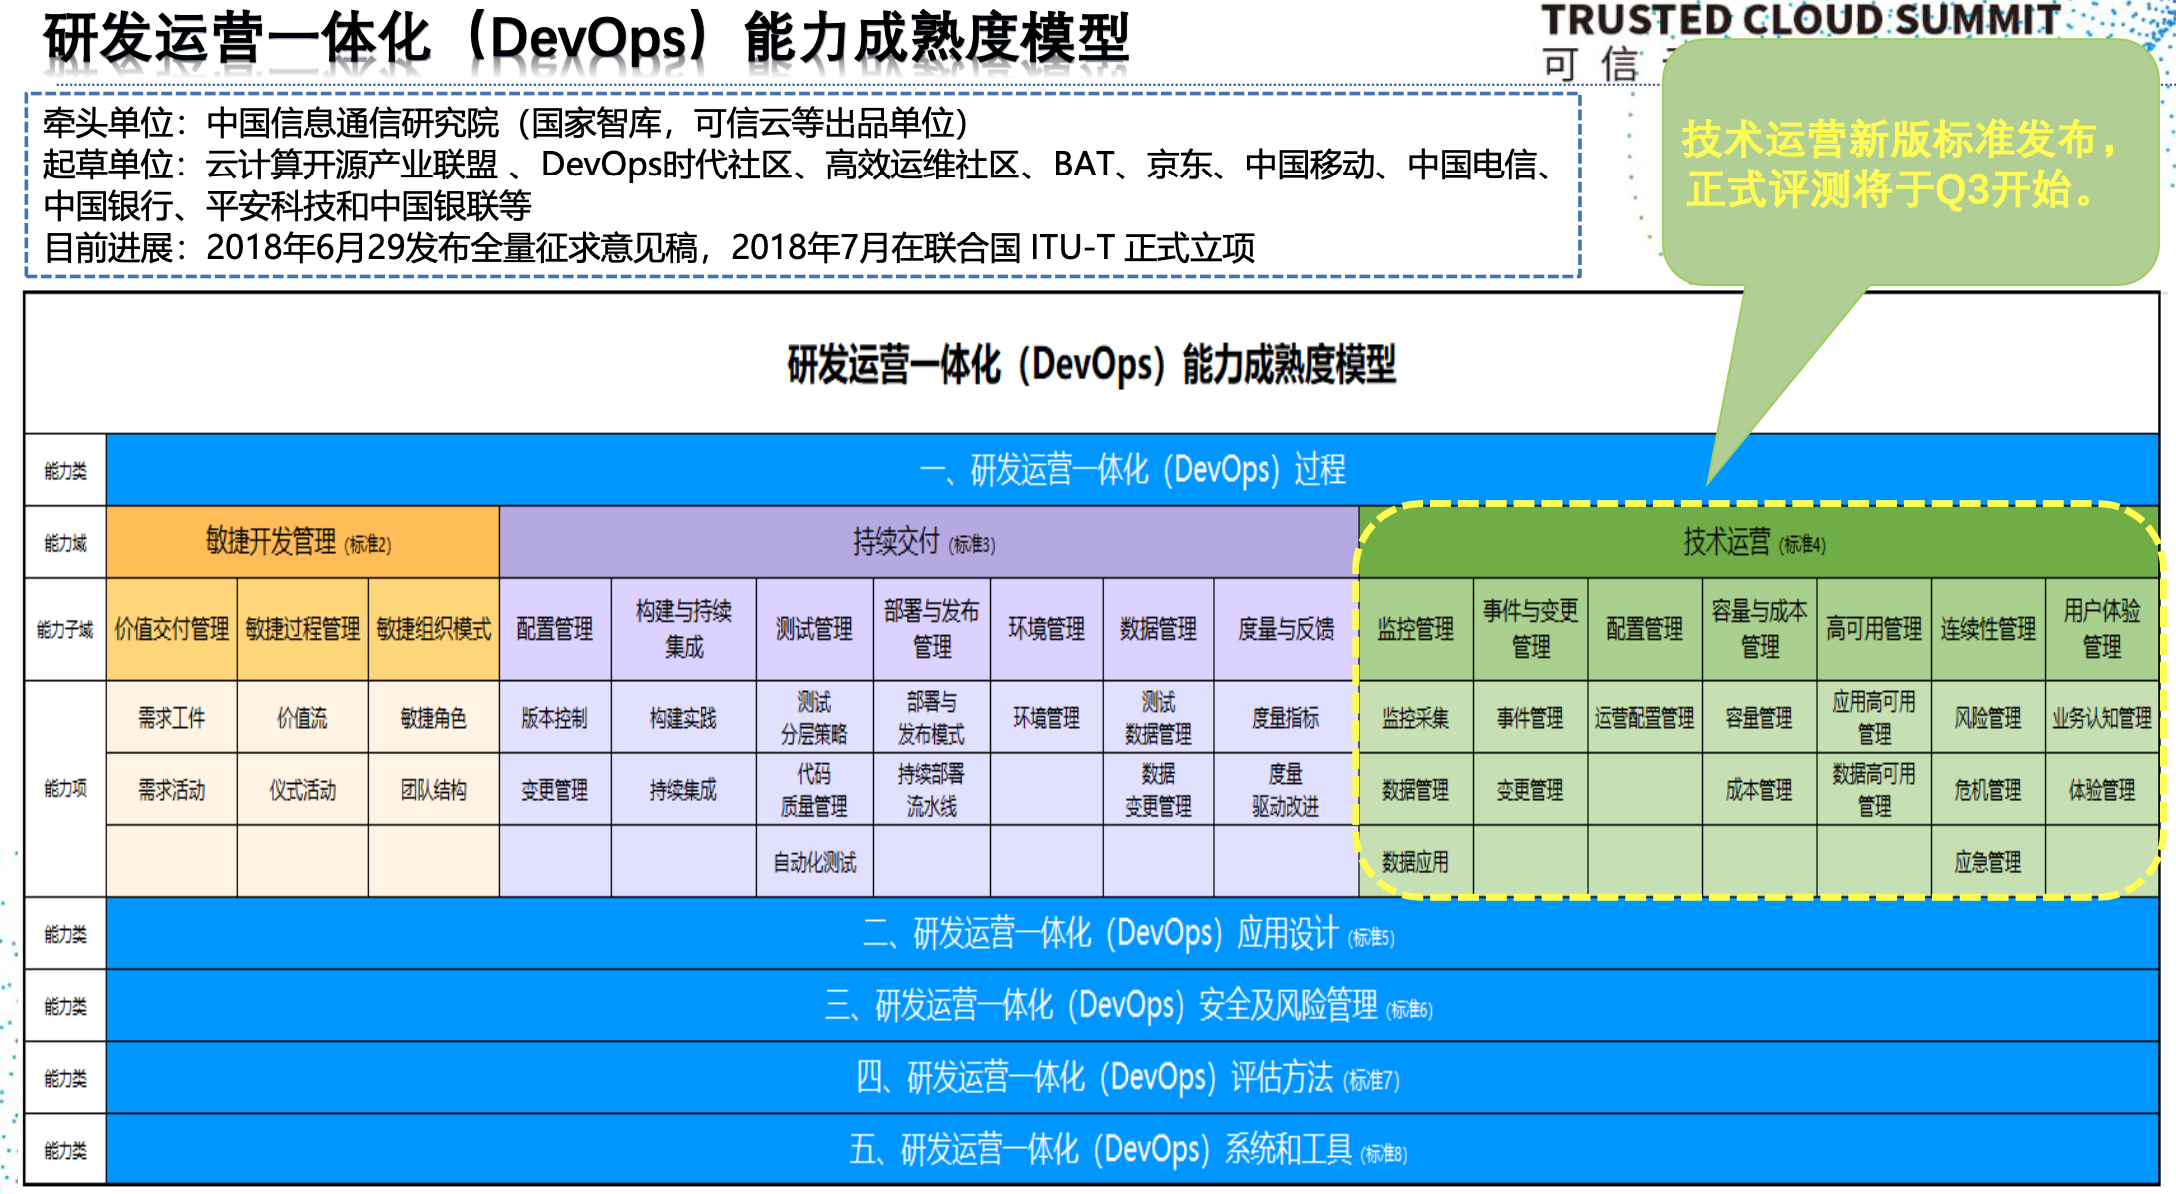 研发运营一体化（DevOps）能力成熟度模型
TRUSTED CLOUD SUMMIT
可信
技术运营新版标准发布，
正式评测将于Q3开始。
牵头单位：中国信息通信研究院（国家智库，可信云等出品单位）
起草单位：云计算开源产业联盟 、DevOps时代社区、高效运维社区、BAT、京东、中国移动、中国电信、
中国银行、平安科技和中国银联等
目前进展：2018年6月29发布全量征求意见稿，2018年7月在联合国 ITU-T 正式立项
研发运营一体化（DevOps）能力成熟度模型
能力类
一、研发运营一体化（DevOps）过程
能力域
敏捷开发管理（标准2）
持续交付（标准3）
技术运营（标准4）
能力子域
价值交付管理
敏捷过程管理
敏捷组织模式
配置管理
构建与持续
集成
测试管理
部署与发布
管理
环境管理
数据管理
度量与反馈
监控管理
事件与变更
管理
配置管理
容量与成本
管理
高可用管理
连续性管理
用户体验
管理
能力项
需求工件
价值流
敏捷角色
版本控制
构建实践
测试
分层策略
部署与
发布模式
环境管理
测试
数据管理
度量指标
监控采集
事件管理
运营配置管理
容量管理
应用高可用
管理
风险管理
业务认知管理
需求活动
仪式活动
团队结构
变更管理
持续集成
代码
质量管理
持续部署
流水线
数据
变更管理
度量
驱动改进
数据管理
变更管理
成本管理
数据高可用
管理
危机管理
体验管理
自动化测试
数据应用
应急管理
能力类
二、研发运营一体化（DevOps）应用设计（标准5）
能力类
三、研发运营一体化（DevOps）安全及风险管理（标准6）
能力类
四、研发运营一体化（DevOps）评估方法（标准7）
能力类
五、研发运营一体化（DevOps）系统和工具（标准8）